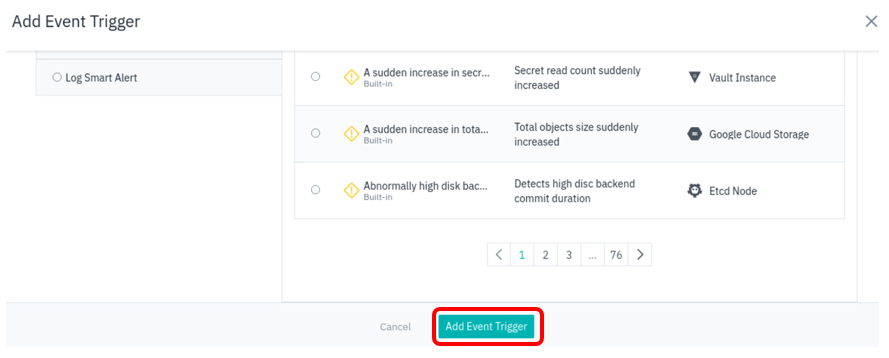 Add Event Trigger
Log Smart Alert
A sudden increase in secr...
Built-in
Secret read count suddenly
increased
Vault Instance
A sudden increase in tota...
Built-in
Total objects size suddenly
increased
Google Cloud Storage
Abnormally high disk bac...
Built-in
Detects high disc backend
commit duration
Etcd Node
1 2 3 ... 76
Cancel Add Event Trigger